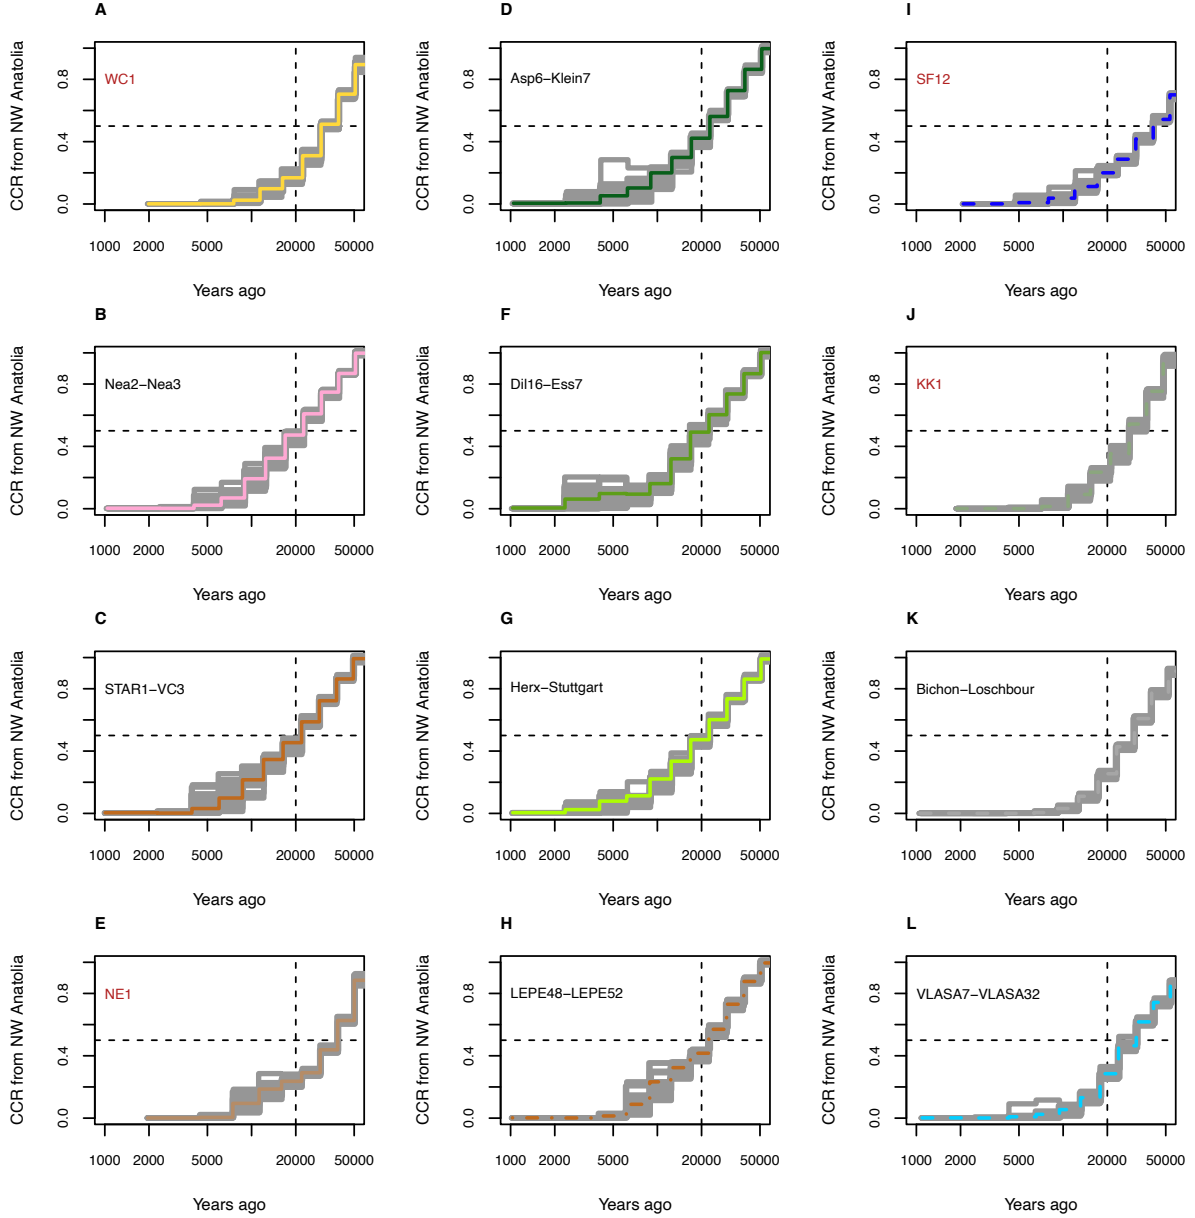 A
CCR from NW Anatolia
WC1
0.0 0.4 0.8
1000 2000 5000 20000 50000
Years ago
D
CCR from NW Anatolia
Asp6−Klein7
0.0 0.4 0.8
1000 2000 5000 20000 50000
Years ago
I
CCR from NW Anatolia
SF12
0.0 0.4 0.8
1000 2000 5000 20000 50000
Years ago
B
CCR from NW Anatolia
Nea2−Nea3
0.0 0.4 0.8
1000 2000 5000 20000 50000
Years ago
F
CCR from NW Anatolia
Dil16−Ess7
0.0 0.4 0.8
1000 2000 5000 20000 50000
Years ago
J
CCR from NW Anatolia
KK1
0.0 0.4 0.8
1000 2000 5000 20000 50000
Years ago
C
CCR from NW Anatolia
STAR1−VC3
0.0 0.4 0.8
1000 2000 5000 20000 50000
Years ago
G
CCR from NW Anatolia
Herx−Stuttgart
0.0 0.4 0.8
1000 2000 5000 20000 50000
Years ago
K
CCR from NW Anatolia
Bichon−Loschbour
0.0 0.4 0.8
1000 2000 5000 20000 50000
Years ago
E
CCR from NW Anatolia
NE1
0.0 0.4 0.8
1000 2000 5000 20000 50000
Years ago
H
CCR from NW Anatolia
LEPE48−LEPE52
0.0 0.4 0.8
1000 2000 5000 20000 50000
Years ago
L
CCR from NW Anatolia
VLASA7−VLASA32
0.0 0.4 0.8
1000 2000 5000 20000 50000
Years ago